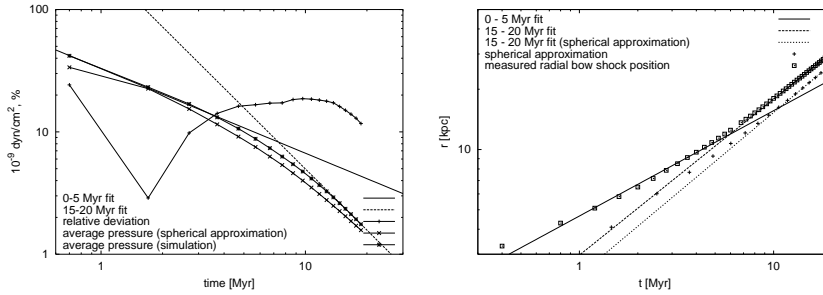 100
10
1
10⁻⁹ dyn/cm², %
0-5 Myr fit
15-20 Myr fit
relative deviation
average pressure (spherical approximation)
average pressure (simulation)
1
10
time [Myr]
0 - 5 Myr fit
15 - 20 Myr fit
15 - 20 Myr fit (spherical approximation)
spherical approximation
measured radial bow shock position
r [kpc]
10
1
10
t [Myr]